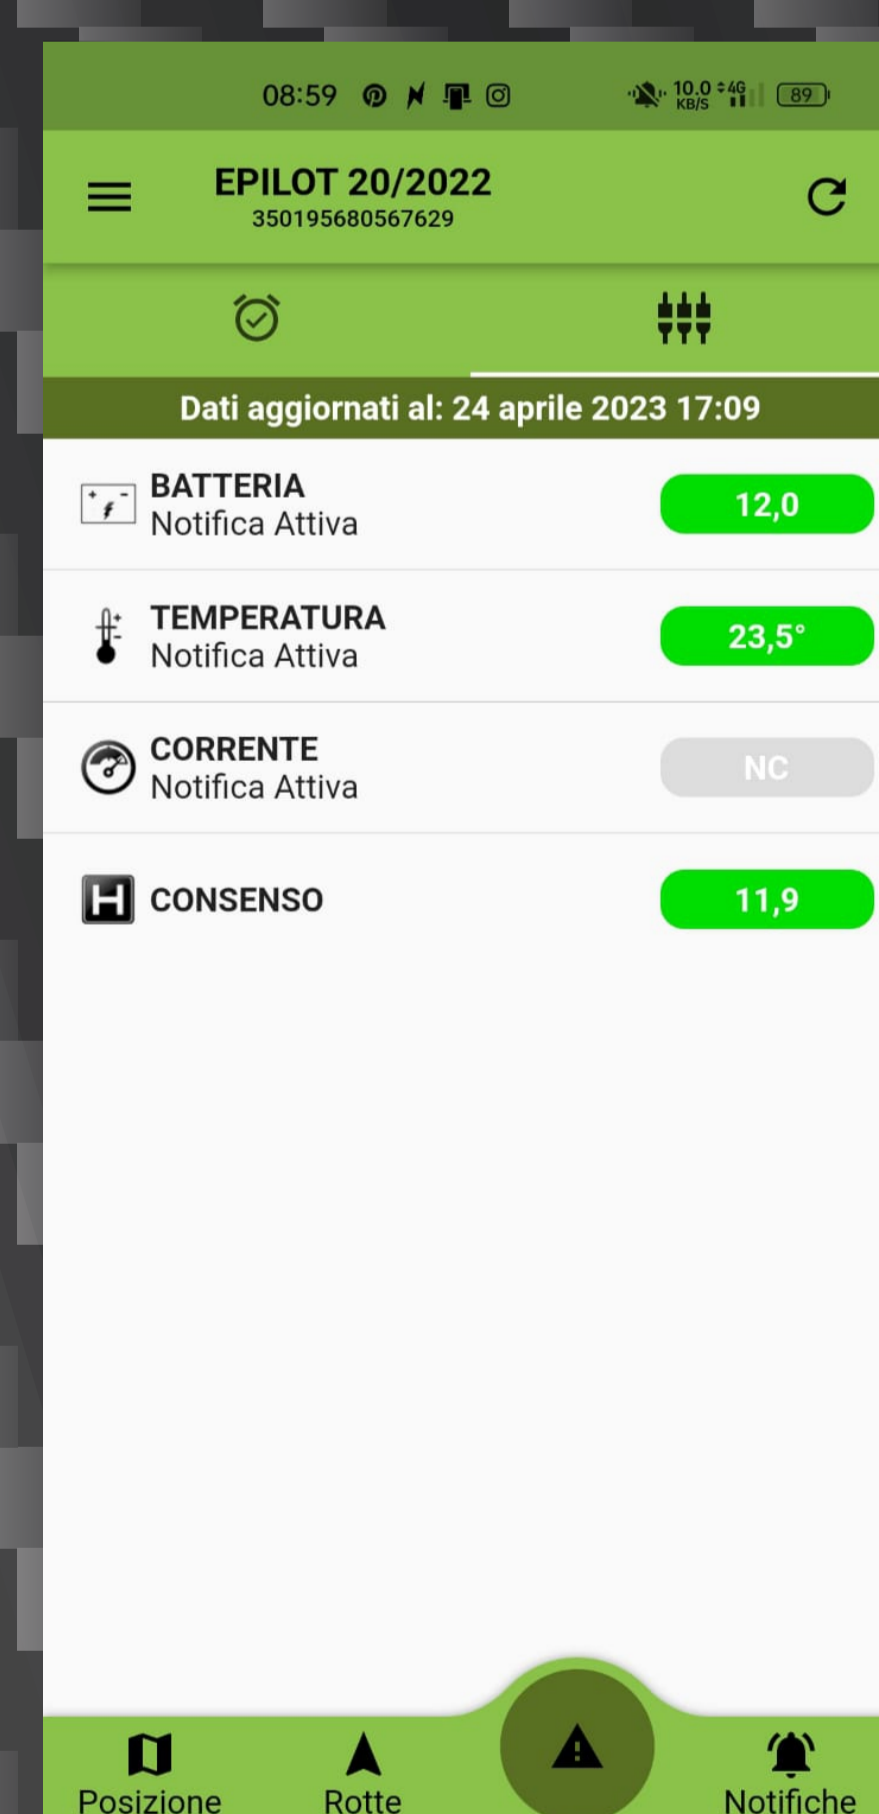 08:59 10.0 KB/S 4G 89
EPILOT 20/2022
350195680567629
Dati aggiornati al: 24 aprile 2023 17:09
BATTERIA
Notifica Attiva
12,0
TEMPERATURA
Notifica Attiva
23,5°
CORRENTE
Notifica Attiva
NC
H CONSENSO
11,9
Posizione Rotte Notifiche